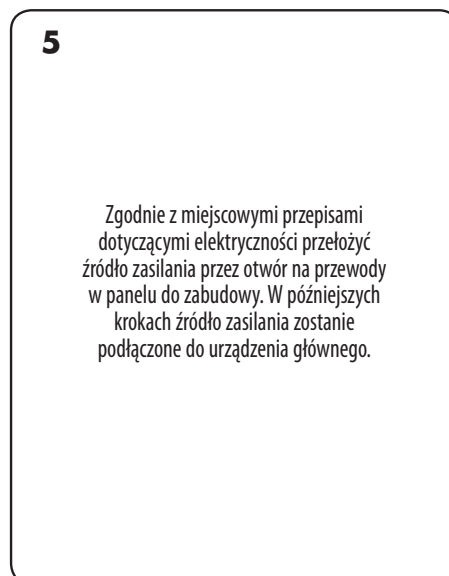 5
Zgodnie z miejscowymi przepisami
dotyczącymi elektryczności przełożyć
źródło zasilania przez otwór na przewody
w panelu do zabudowy. W późniejszych
krokach źródło zasilania zostanie
podłączone do urządzenia głównego.